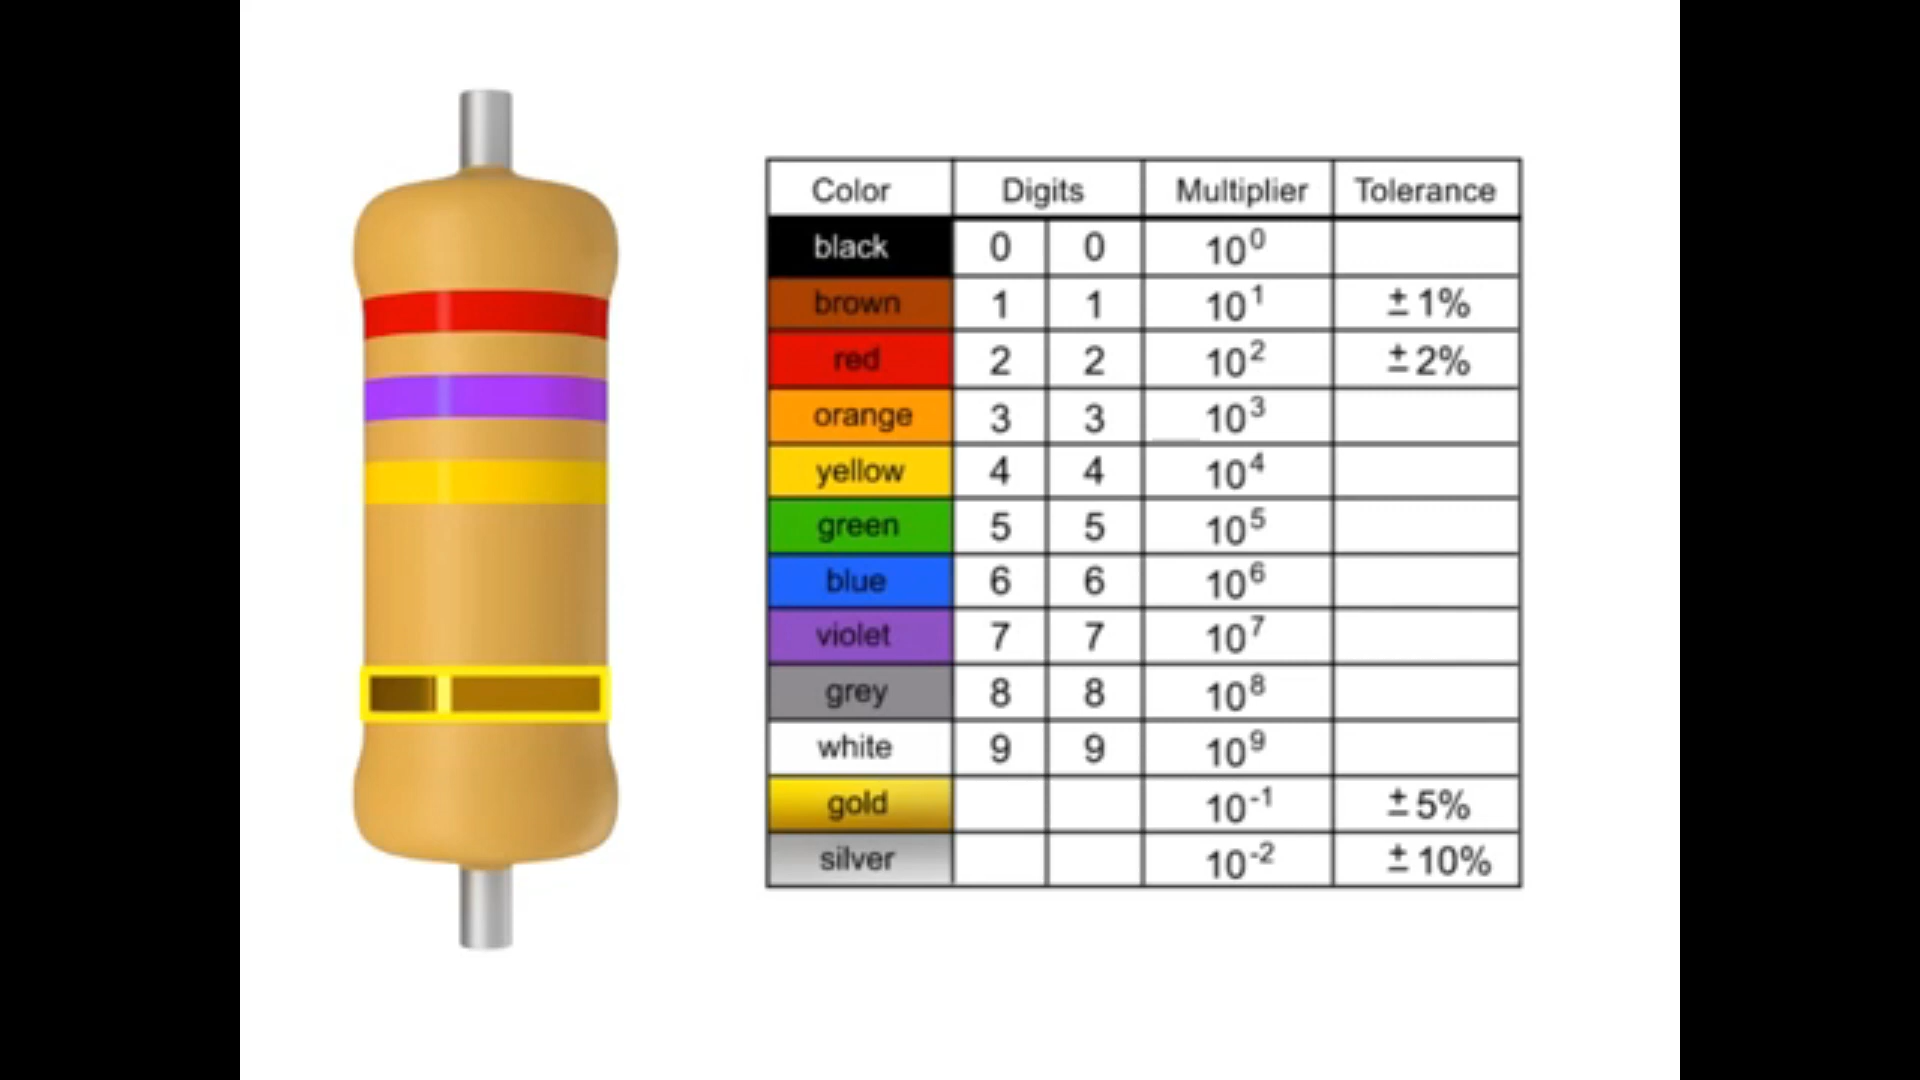 Color Digits Multiplier Tolerance
black 0 0 10⁰
brown 1 1 10¹ ± 1%
red 2 2 10² ± 2%
orange 3 3 10³
yellow 4 4 10⁴
green 5 5 10⁵
blue 6 6 10⁶
violet 7 7 10⁷
grey 8 8 10⁸
white 9 9 10⁹
gold 10⁻¹ ± 5%
silver 10⁻² ± 10%